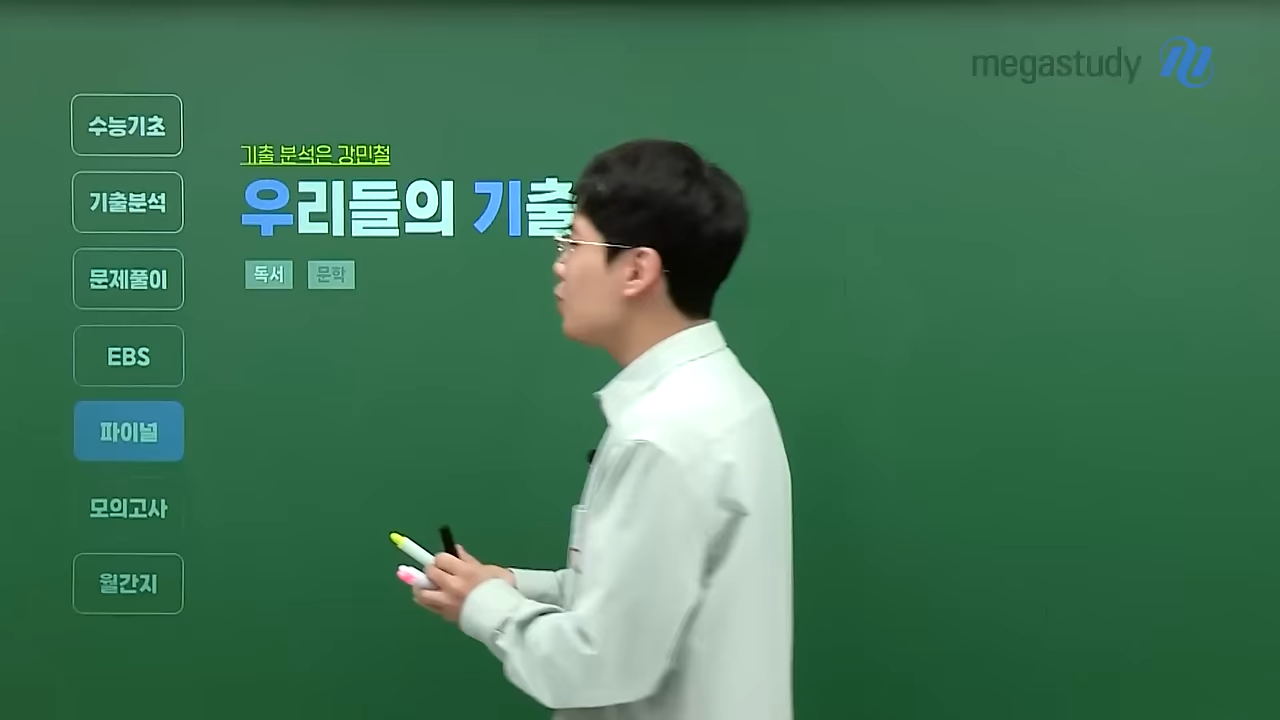 megastudy
수능기초
기출분석
문제풀이
EBS
파이널
모의고사
월간지
기출 분석은 강민철
우리들의 기출
독서 문학